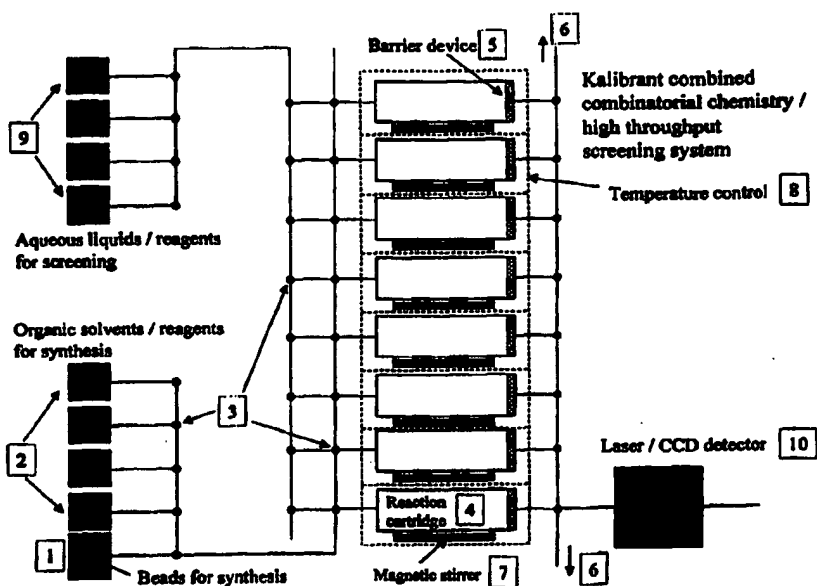 Barrier device 5
6
Kalibrant combined
combinatorial chemistry /
high throughput
screening system
9
Temperature control 8
Aqueous liquids / reagents
for screening
Organic solvents / reagents
for synthesis
3
2
Laser / CCD detector 10
Reaction
cartridge 4
1
Beads for synthesis
Magnetic stirrer 7
6